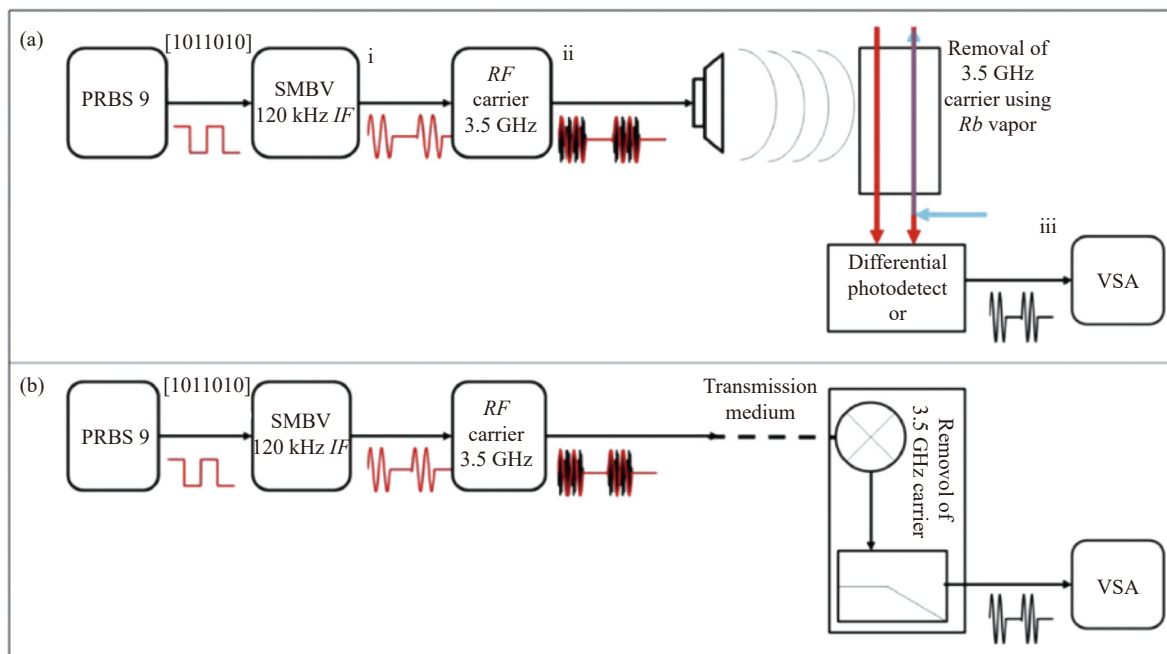 (a)
[1011010]
PRBS 9
SMBV
120 kHz IF
i
RF
carrier
3.5 GHz
ii
Removal of
3.5 GHz
carrier using
Rb vapor
Differential
photodetect
or
iii
VSA
(b)
[1011010]
PRBS 9
SMBV
120 kHz IF
RF
carrier
3.5 GHz
Transmission
medium
Removol of
3.5 GHz carrier
VSA